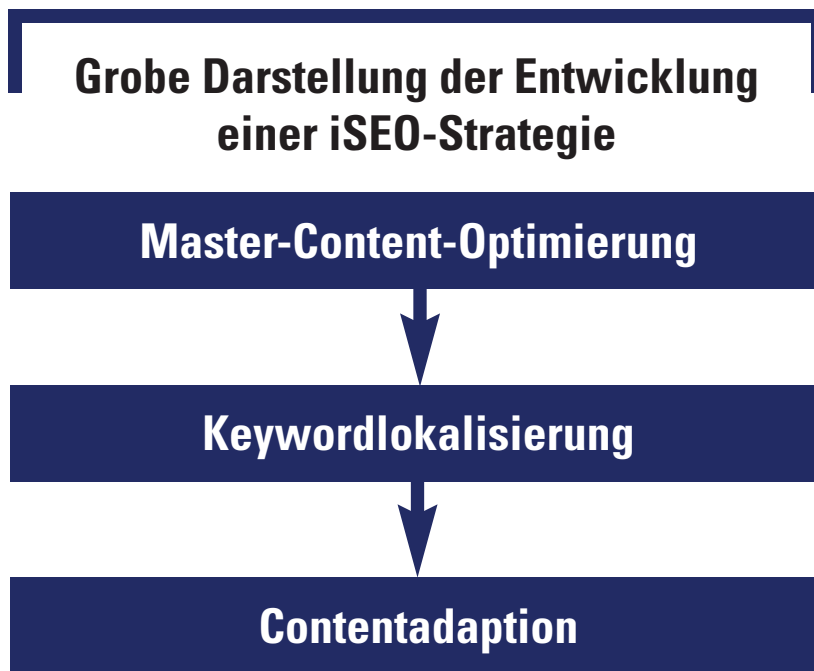 Grobe Darstellung der Entwicklung
einer iSEO-Strategie
Master-Content-Optimierung
Keywordlokalisierung
Contentadaption